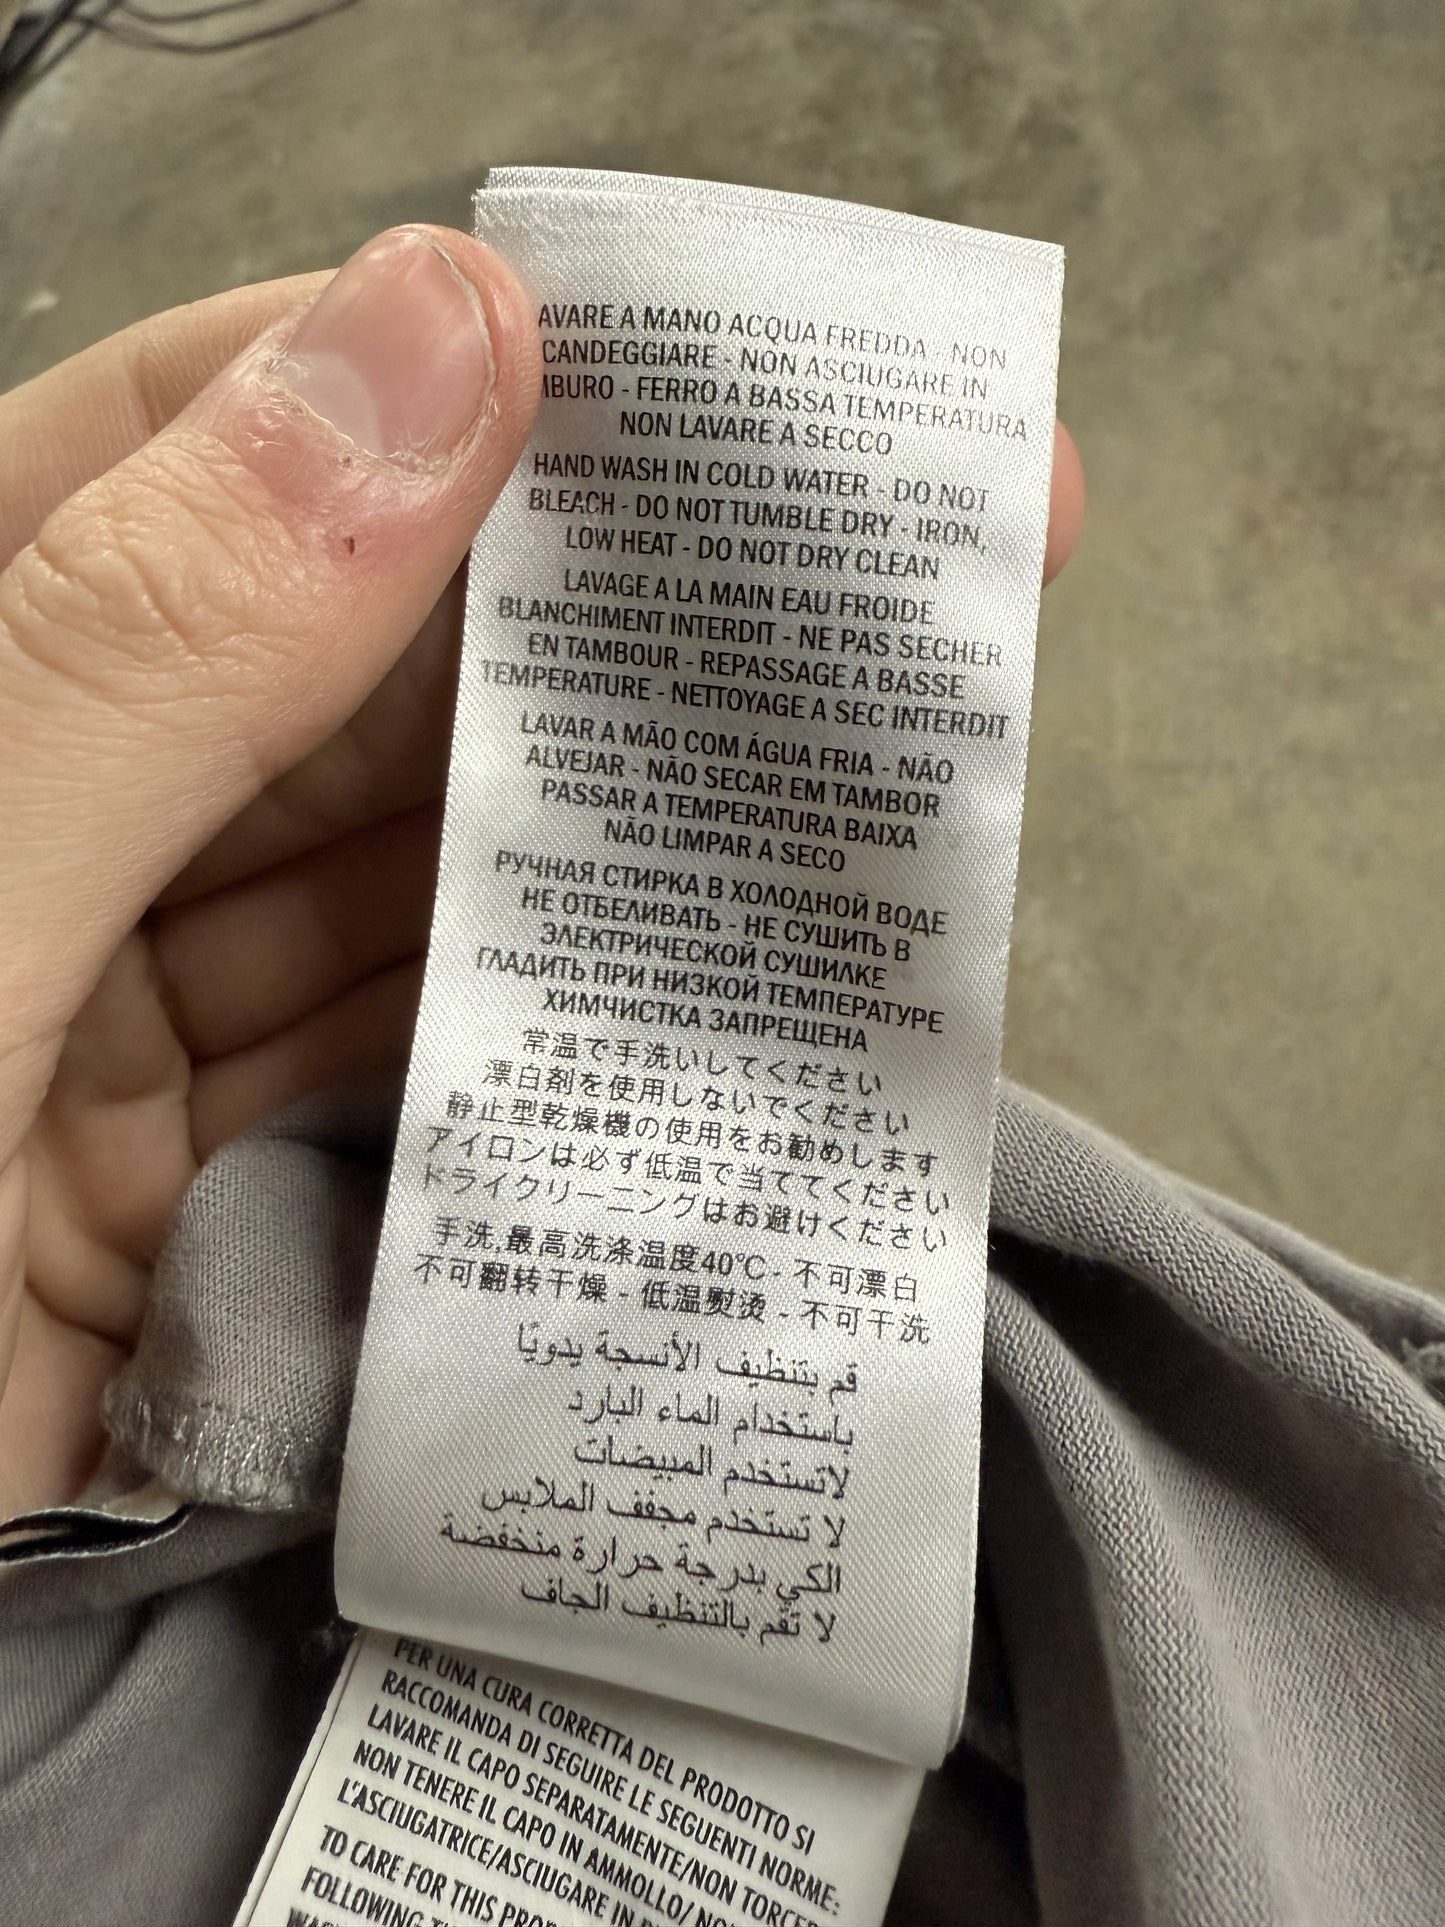 AVARE A MANO ACQUA FREDDA - NON
CANDEGGIARE - NON ASCIUGARE IN
MBURO - FERRO A BASSA TEMPERATURA
NON LAVARE A SECCO
HAND WASH IN COLD WATER - DO NOT
BLEACH - DO NOT TUMBLE DRY - IRON,
LOW HEAT - DO NOT DRY CLEAN
LAVAGE A LA MAIN EAU FROIDE
BLANCHIMENT INTERDIT - NE PAS SECHER
EN TAMBOUR - REPASSAGE A BASSE
TEMPERATURE - NETTOYAGE A SEC INTERDIT
LAVAR A MÃO COM ÁGUA FRIA - NÃO
ALVEJAR - NÃO SECAR EM TAMBOR
PASSAR A TEMPERATURA BAIXA
NÃO LIMPAR A SECO
РУЧНАЯ СТИРКА В ХОЛОДНОЙ ВОДЕ
НЕ ОТБЕЛИВАТЬ - НЕ СУШИТЬ В
ЭЛЕКТРИЧЕСКОЙ СУШИЛКЕ
ГЛАДИТЬ ПРИ НИЗКОЙ ТЕМПЕРАТУРЕ
ХИМЧИСТКА ЗАПРЕЩЕНА
常温で手洗いしてください
漂白剤を使用しないでください
静止型乾燥機の使用をお勧めします
アイロンは必ず低温で当ててください
ドライクリーニングはお避けください
手洗,最高洗涤温度40°C - 不可漂白
不可翻转干燥 - 低温熨烫 - 不可干洗
قم بتنظيف الأنسجة يدويًا
باستخدام الماء البارد
لاتستخدم المبيضات
لا تستخدم مجفف الملابس
الكي بدرجة حرارة منخفضة
لا تقم بالتنظيف الجاف
PER UNA CURA CORRETTA DEL PRODOTTO SI
RACCOMANDA DI SEGUIRE LE SEGUENTI NORME:
LAVARE IL CAPO SEPARATAMENTE/NON TORCER
NON TENERE IL CAPO IN AMMOLLO/ NO
L'ASCIUGATRICE/ASCIUGARE IN
TO CARE FOR THIS PRO
FOLLOWING